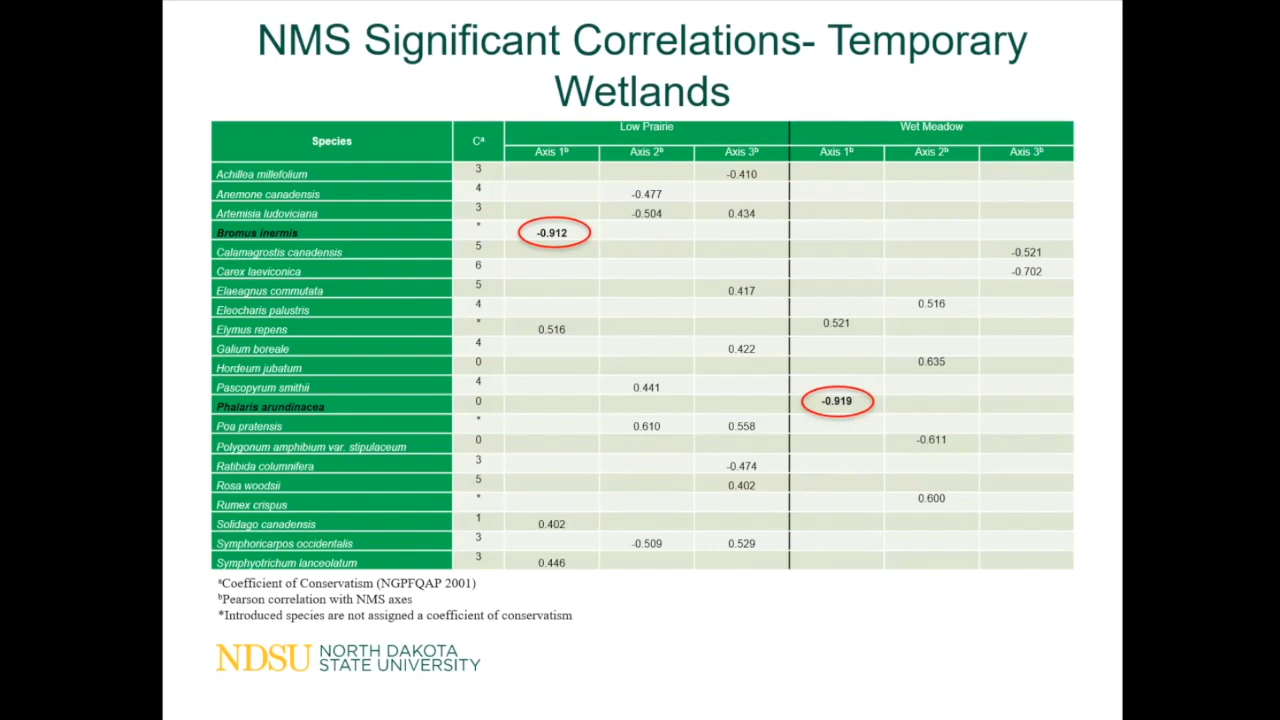 NMS Significant Correlations- Temporary
Wetlands
Species Cª Low Prairie Wet Meadow
Axis 1ᵇ Axis 2ᵇ Axis 3ᵇ Axis 1ᵇ Axis 2ᵇ Axis 3ᵇ
Achillea millefolium 3 -0.410
Anemone canadensis 4 -0.477
Artemisia ludoviciana 3 -0.504 0.434
Bromus inermis * -0.912
Calamagrostis canadensis 5 -0.521
Carex laeviconica 6 -0.702
Elaeagnus commutata 5 0.417
Eleocharis palustris 4 0.516
Elymus repens * 0.516 0.521
Galium boreale 4 0.422
Hordeum jubatum 0 0.635
Pascopyrum smithii 4 0.441
Phalaris arundinacea 0 -0.919
Poa pratensis * 0.610 0.558
Polygonum amphibium var. stipulaceum 0 -0.611
Ratibida columnifera 3 -0.474
Rosa woodsii 5 0.402
Rumex crispus * 0.600
Solidago canadensis 1 0.402
Symphoricarpos occidentalis 3 -0.509 0.529
Symphyotrichum lanceolatum 3 0.446
ªCoefficient of Conservatism (NGPFQAP 2001)
ᵇPearson correlation with NMS axes
*Introduced species are not assigned a coefficient of conservatism
NDSU NORTH DAKOTA
STATE UNIVERSITY